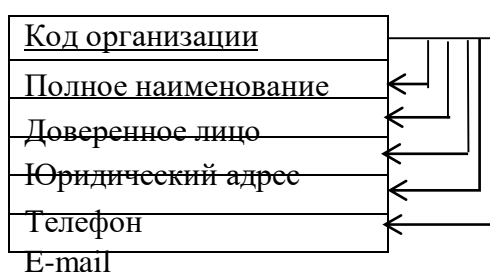 Код организации
Полное наименование
Доверенное лицо
Юридический адрес
Телефон
E-mail